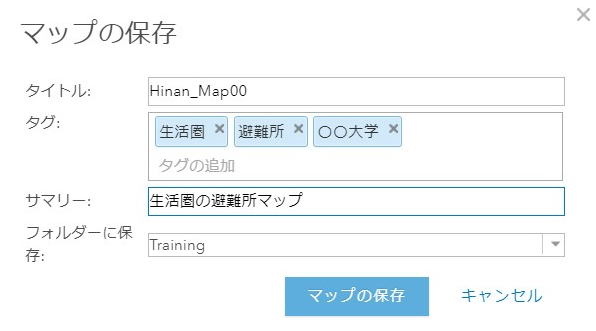 マップの保存
タイトル: Hinan_Map00
タグ: 生活圏 × 避難所 × 〇〇大学 ×
タグの追加
サマリー: 生活圏の避難所マップ
フォルダーに保
存: Training
マップの保存 キャンセル